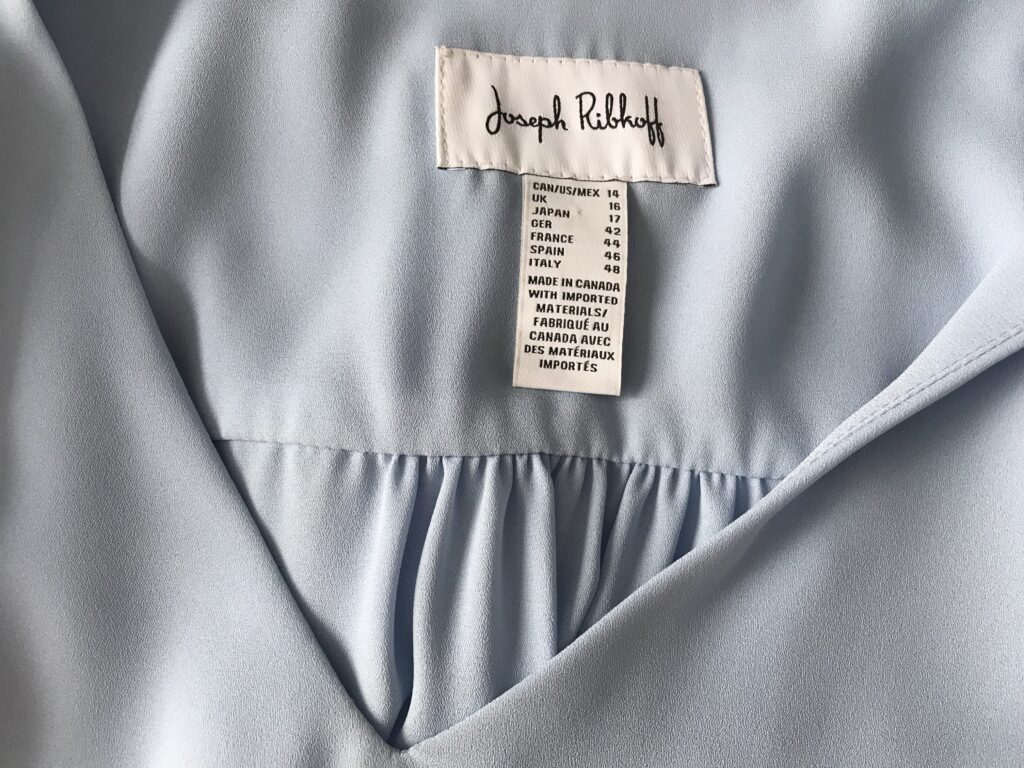 Joseph Ribkoff
CAN/US/MEX 14
UK 16
JAPAN 17
GER 42
FRANCE 44
SPAIN 46
ITALY 48
MADE IN CANADA
WITH IMPORTED
MATERIALS/
FABRIQUÉ AU
CANADA AVEC
DES MATÉRIAUX
IMPORTÉS